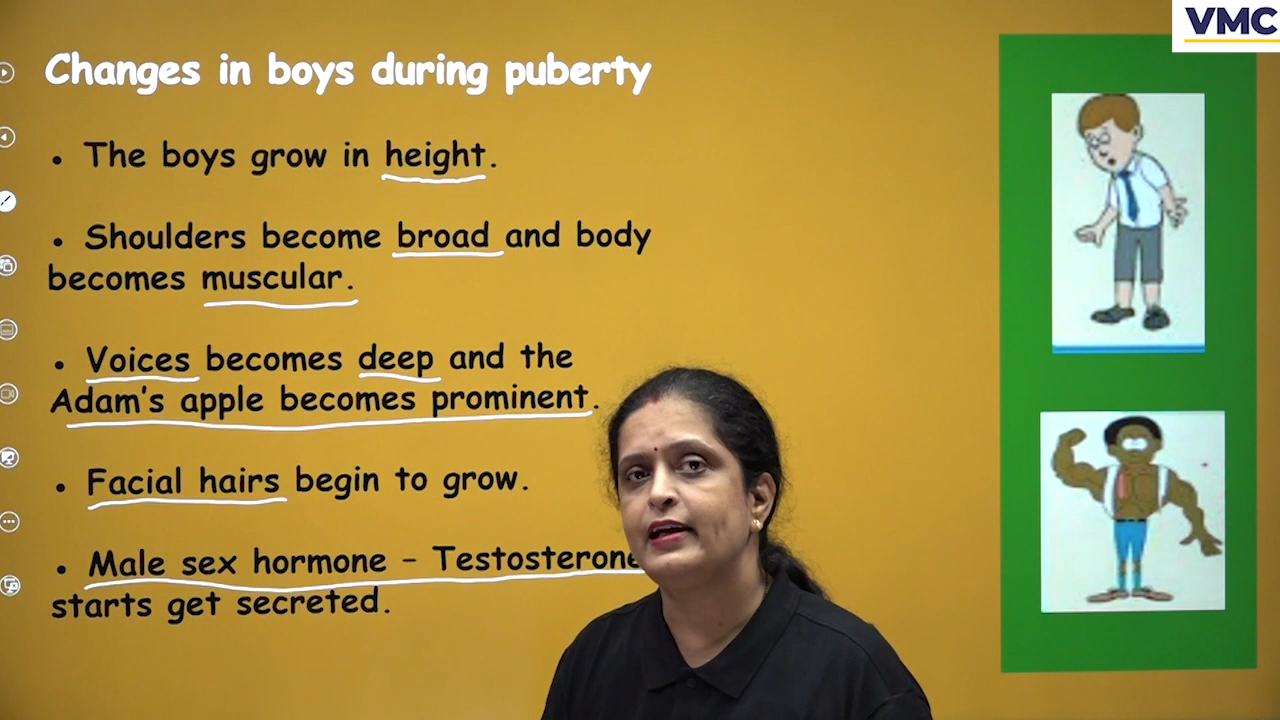 VMC
Changes in boys during puberty
• The boys grow in height.
• Shoulders become broad and body
becomes muscular.
• Voices becomes deep and the
Adam's apple becomes prominent.
• Facial hairs begin to grow.
• Male sex hormone – Testosterone
starts get secreted.